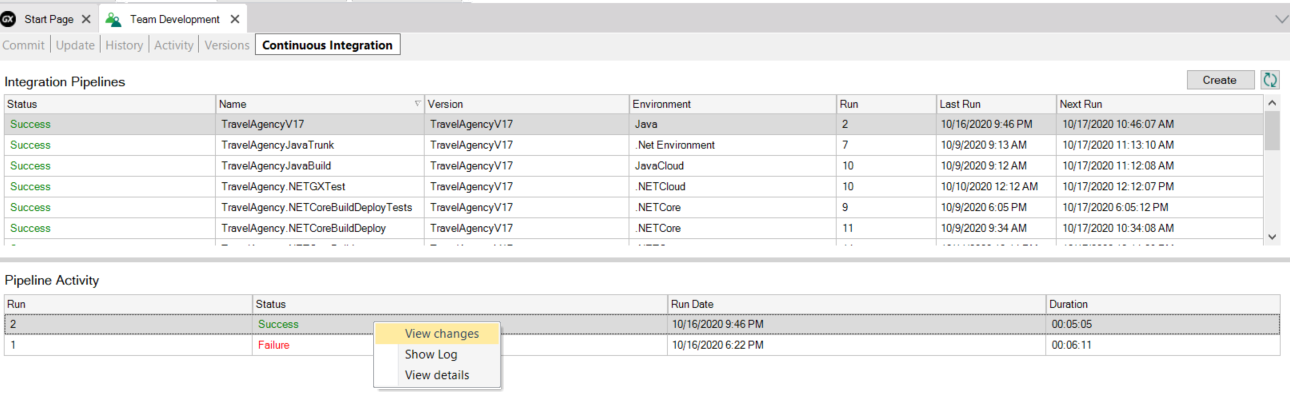 GX Start Page Team Development
Commit Update History Activity Versions Continuous Integration
Integration Pipelines Create
Status Name Version Environment Run Last Run Next Run
Success TravelAgencyV17 TravelAgencyV17 Java 2 10/16/2020 9:46 PM 10/17/2020 10:46:07 AM
Success TravelAgencyJavaTrunk TravelAgencyV17 .Net Environment 7 10/9/2020 9:13 AM 10/17/2020 11:13:10 AM
Success TravelAgencyJavaBuild TravelAgencyV17 JavaCloud 10 10/9/2020 9:12 AM 10/17/2020 11:12:08 AM
Success TravelAgency.NETGXTest TravelAgencyV17 .NETCloud 10 10/10/2020 12:12 AM 10/17/2020 12:12:07 PM
Success TravelAgency.NETCoreBuildDeployTests TravelAgencyV17 .NETCore 9 10/9/2020 6:05 PM 10/17/2020 6:05:12 PM
Success TravelAgency.NETCoreBuildDeploy TravelAgencyV17 .NETCore 11 10/9/2020 9:34 AM 10/17/2020 10:34:08 AM
Pipeline Activity
Run Status Run Date Duration
2 Success 10/16/2020 9:46 PM 00:05:05
1 Failure 10/16/2020 6:22 PM 00:06:11
View changes
Show Log
View details